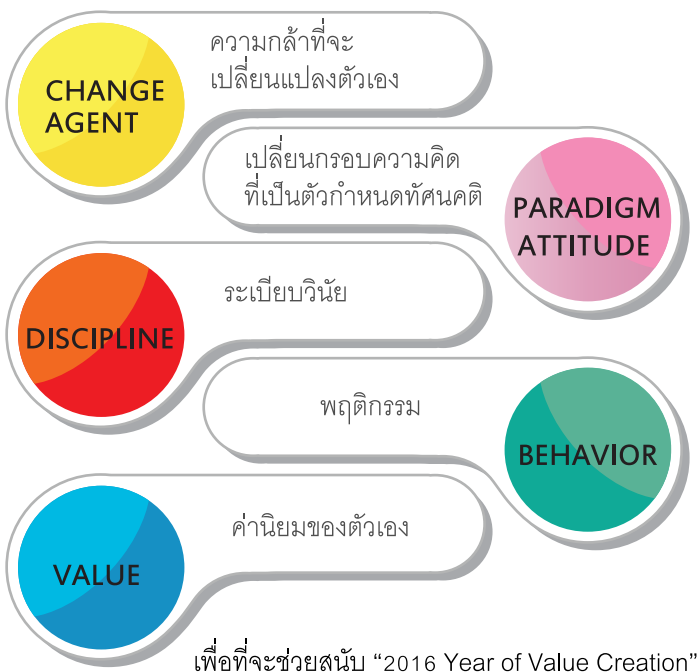 CHANGE
AGENT
ความกล้าที่จะ
เปลี่ยนแปลงตัวเอง
เปลี่ยนกรอบความคิด
ที่เป็นตัวกำหนดทัศนคติ
PARADIGM
ATTITUDE
DISCIPLINE
ระเบียบวินัย
พฤติกรรม
BEHAVIOR
VALUE
ค่านิยมของตัวเอง
เพื่อที่จะช่วยสนับ “2016 Year of Value Creation”